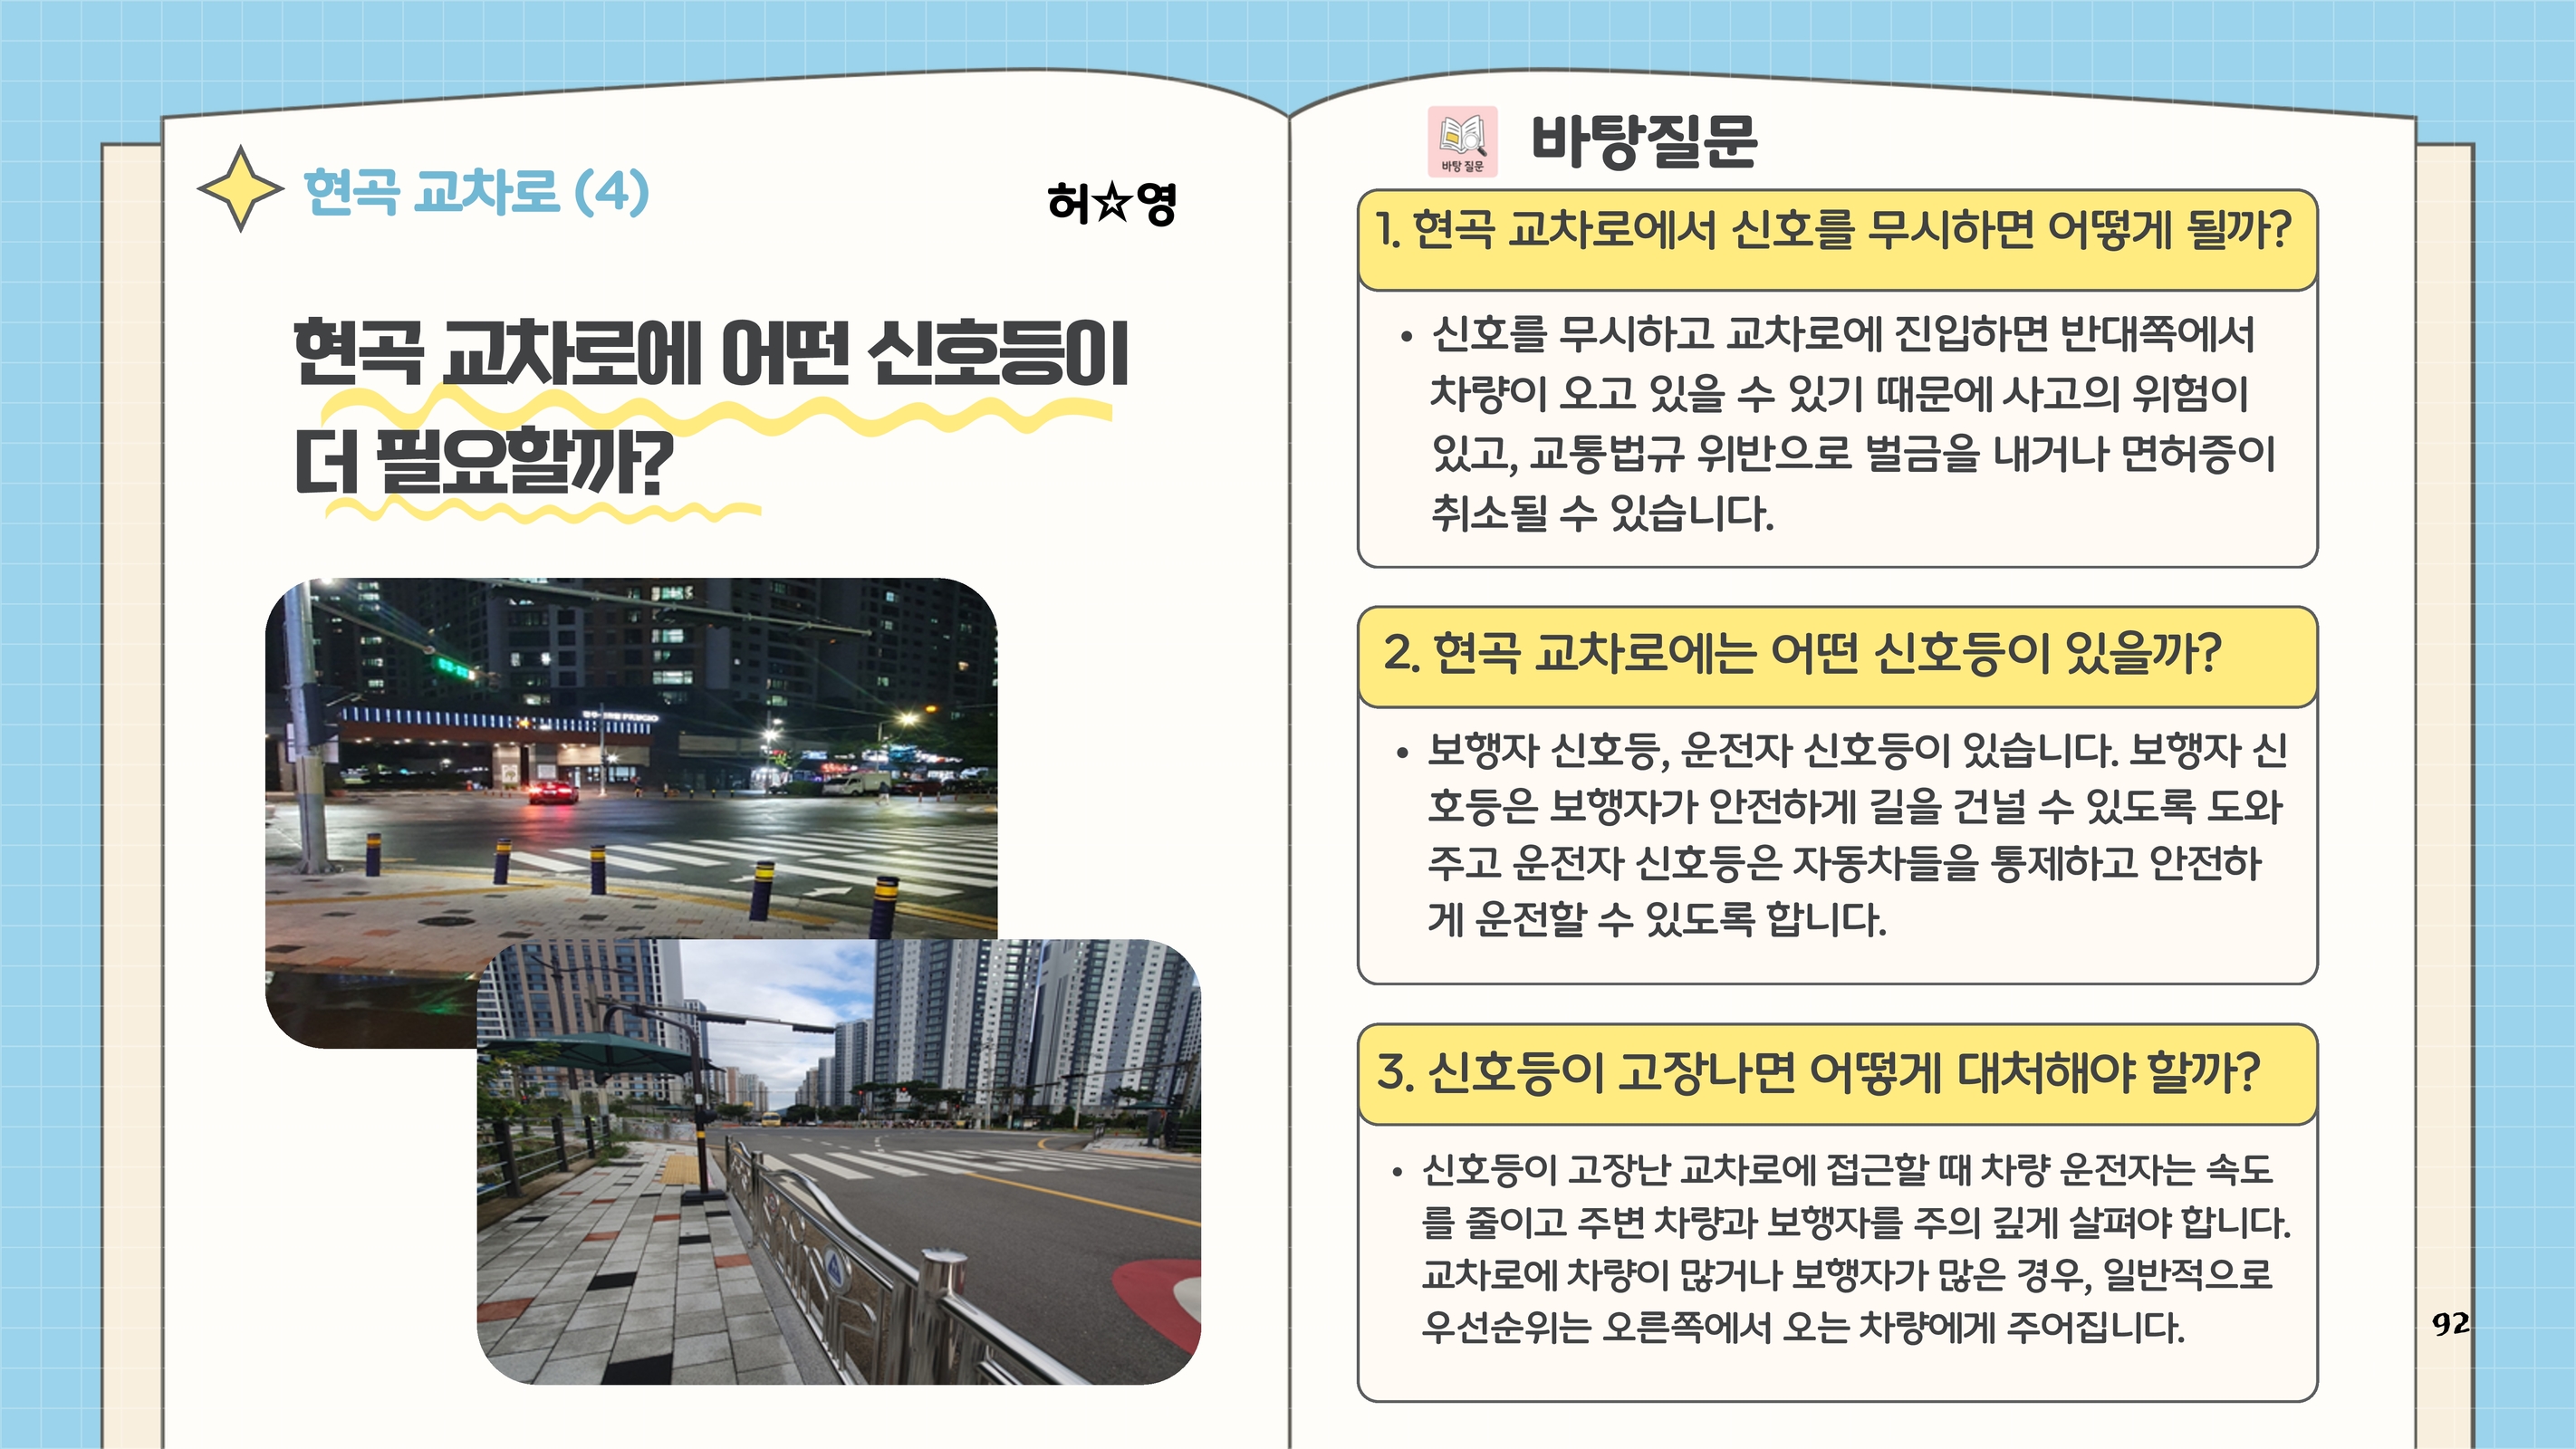 현곡 교차로 (4)
허☆영
현곡 교차로에 어떤 신호등이
더 필요할까?
바탕 질문
바탕질문
1. 현곡 교차로에서 신호를 무시하면 어떻게 될까?
• 신호를 무시하고 교차로에 진입하면 반대쪽에서
차량이 오고 있을 수 있기 때문에 사고의 위험이
있고, 교통법규 위반으로 벌금을 내거나 면허증이
취소될 수 있습니다.
2. 현곡 교차로에는 어떤 신호등이 있을까?
• 보행자 신호등, 운전자 신호등이 있습니다. 보행자 신
호등은 보행자가 안전하게 길을 건널 수 있도록 도와
주고 운전자 신호등은 자동차들을 통제하고 안전하
게 운전할 수 있도록 합니다.
3. 신호등이 고장나면 어떻게 대처해야 할까?
• 신호등이 고장난 교차로에 접근할 때 차량 운전자는 속도
를 줄이고 주변 차량과 보행자를 주의 깊게 살펴야 합니다.
교차로에 차량이 많거나 보행자가 많은 경우, 일반적으로
우선순위는 오른쪽에서 오는 차량에게 주어집니다.
92